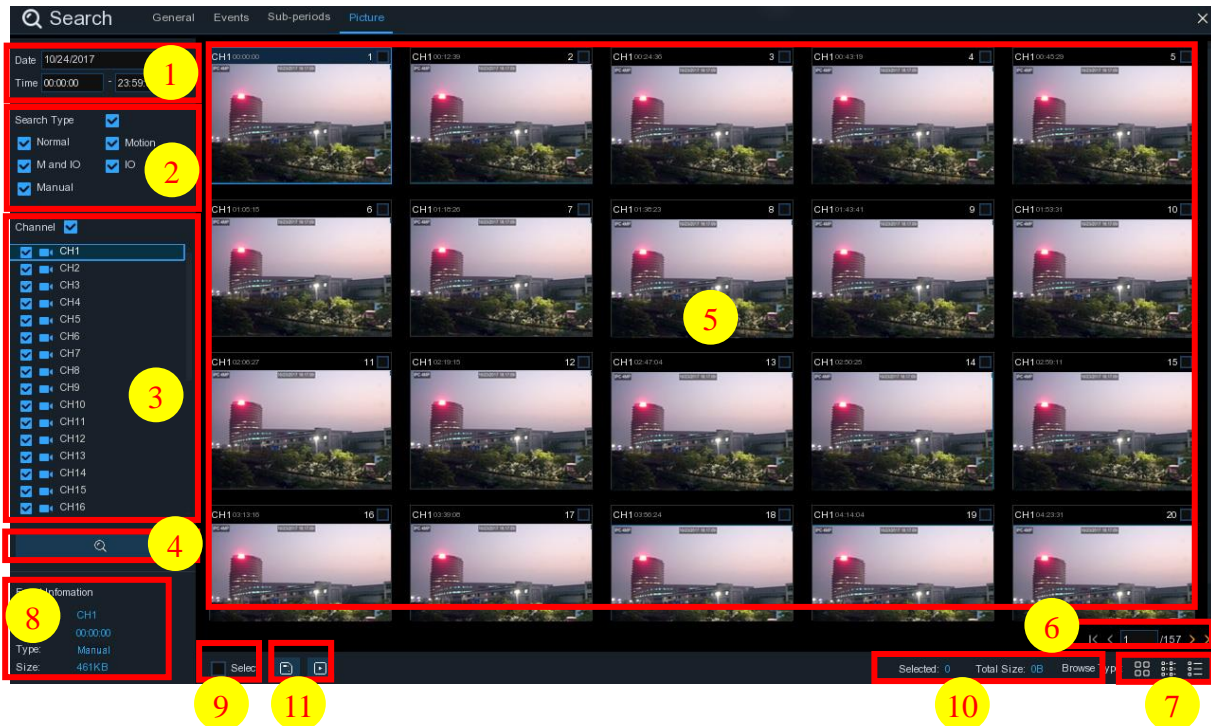 Search General Events Sub-periods Picture
Date 10/24/2017
Time 00:00:00 - 23:59:
1
Search Type
Normal Motion
M and IO IO
Manual
2
Channel
CH1
CH2
CH3
CH4
CH5
CH6
CH7
CH8
CH9
CH10
CH11
CH12
CH13
CH14
CH15
CH16
3
4
Infomation
CH1
00:00:00
Type: Manual
Size: 461KB
8
CH1 00:00:00 1
CH1 00:12:39 2
CH1 00:24:36 3
CH1 00:43:19 4
CH1 00:45:29 5
CH1 01:05:15 6
CH1 01:18:26 7
CH1 01:38:23 8
CH1 01:43:41 9
CH1 01:53:31 10
5
CH1 02:06:27 11
CH1 02:19:15 12
CH1 02:47:04 13
CH1 02:50:25 14
CH1 02:59:11 15
CH1 03:13:16 16
CH1 03:39:08 17
CH1 03:56:24 18
CH1 04:14:04 19
CH1 04:23:31 20
6
1 /157
Selec
Selected: 0 Total Size: 0B Browse Typ
9
11
10
7